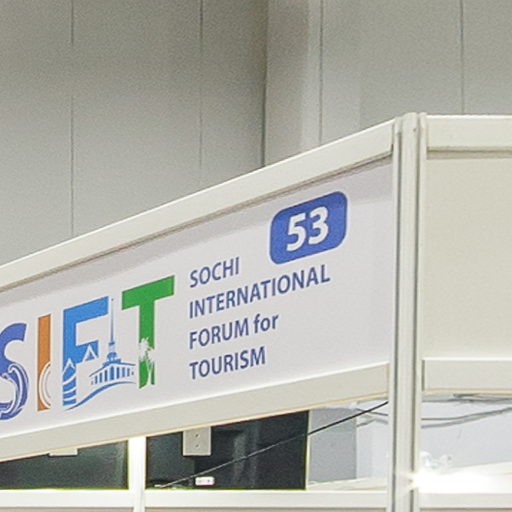 53
SIFT
SOCHI
INTERNATIONAL
FORUM for
TOURISM